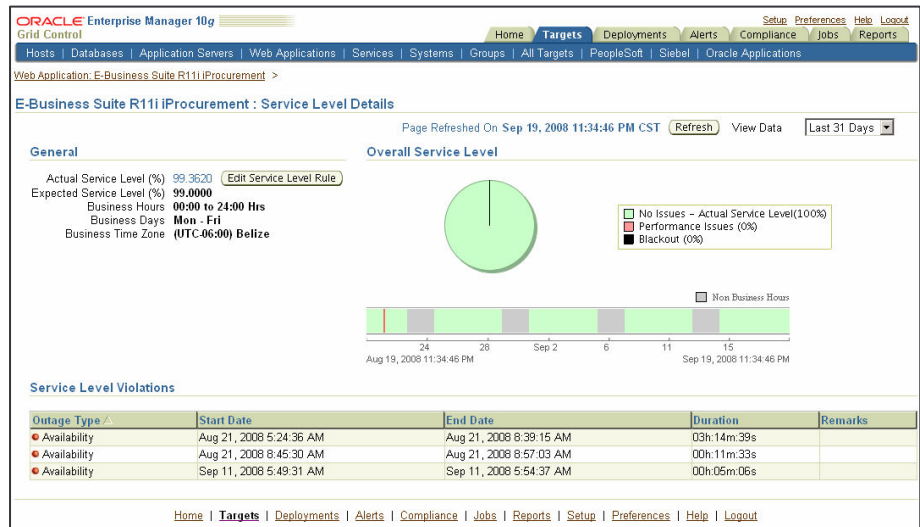 ORACLE Enterprise Manager 10g
Grid Control
Setup Preferences Help Logout
Home Targets Deployments Alerts Compliance Jobs Reports
Hosts | Databases | Application Servers | Web Applications | Services | Systems | Groups | All Targets | PeopleSoft | Siebel | Oracle Applications
Web Application: E-Business Suite R11i iProcurement >
E-Business Suite R11i iProcurement : Service Level Details
Page Refreshed On Sep 19, 2008 11:34:46 PM CST Refresh View Data Last 31 Days
General
Actual Service Level (%) 99.3620 Edit Service Level Rule
Expected Service Level (%) 99.0000
Business Hours 00:00 to 24:00 Hrs
Business Days Mon - Fri
Business Time Zone (UTC-06:00) Belize
Overall Service Level
No Issues - Actual Service Level(100%)
Performance Issues (0%)
Blackout (0%)
Non Business Hours
24 28 Sep 2 6 11 15
Aug 19, 2008 11:34:46 PM Sep 19, 2008 11:34:46 PM
Service Level Violations
Outage Type Start Date End Date Duration Remarks
Availability Aug 21, 2008 5:24:36 AM Aug 21, 2008 8:39:15 AM 03h:14m:39s
Availability Aug 21, 2008 8:45:30 AM Aug 21, 2008 8:57:03 AM 00h:11m:33s
Availability Sep 11, 2008 5:49:31 AM Sep 11, 2008 5:54:37 AM 00h:05m:06s
Home | Targets | Deployments | Alerts | Compliance | Jobs | Reports | Setup | Preferences | Help | Logout